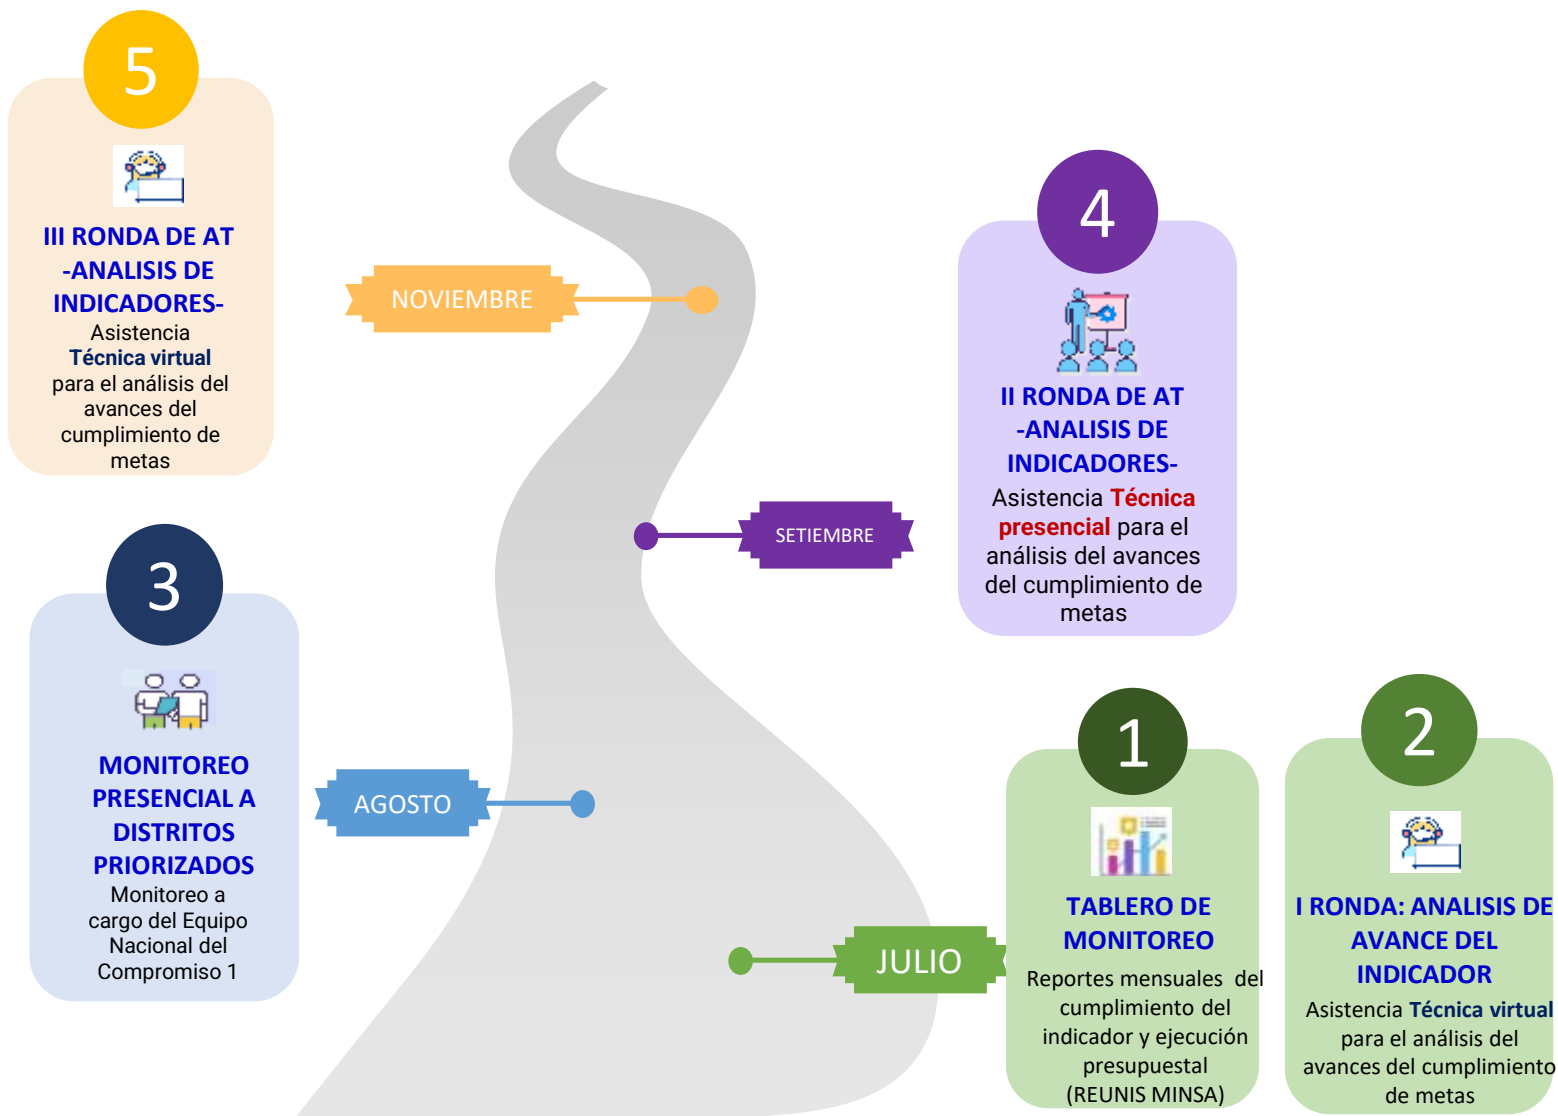 5
III RONDA DE AT
-ANALISIS DE
INDICADORES-
Asistencia
Técnica virtual
para el análisis del
avances del
cumplimiento de
metas
NOVIEMBRE
4
II RONDA DE AT
-ANALISIS DE
INDICADORES-
Asistencia Técnica
presencial para el
análisis del avances
del cumplimiento de
metas
SETIEMBRE
3
MONITOREO
PRESENCIAL A
DISTRITOS
PRIORIZADOS
Monitoreo a
cargo del Equipo
Nacional del
Compromiso 1
AGOSTO
JULIO
1
TABLERO DE
MONITOREO
Reportes mensuales del
cumplimiento del
indicador y ejecución
presupuestal
(REUNIS MINSA)
2
I RONDA: ANALISIS DE
AVANCE DEL
INDICADOR
Asistencia Técnica virtual
para el análisis del
avances del cumplimiento
de metas